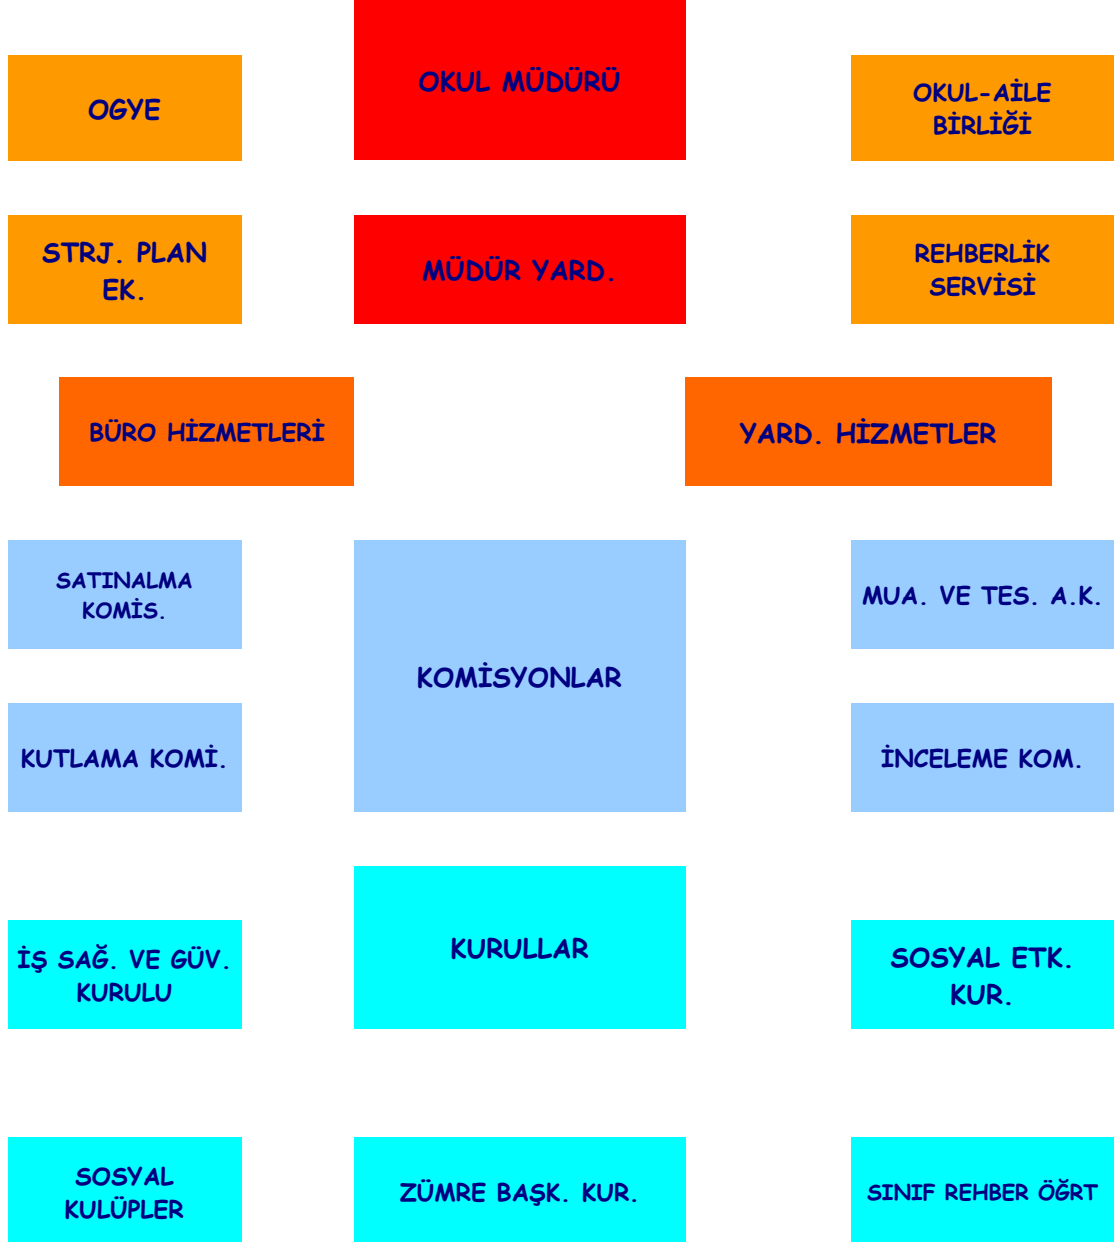 OGYE
OKUL MÜDÜRÜ
OKUL-AİLE
BİRLİĞİ
STRJ. PLAN
EK.
MÜDÜR YARD.
REHBERLİK
SERVİSİ
BÜRO HİZMETLERİ
YARD. HİZMETLER
SATINALMA
KOMİS.
KOMİSYONLAR
MUA. VE TES. A.K.
KUTLAMA KOMİ.
İNCELEME KOM.
İŞ SAĞ. VE GÜV.
KURULU
KURULLAR
SOSYAL ETK.
KUR.
SOSYAL
KULÜPLER
ZÜMRE BAŞK. KUR.
SINIF REHBER ÖĞRT